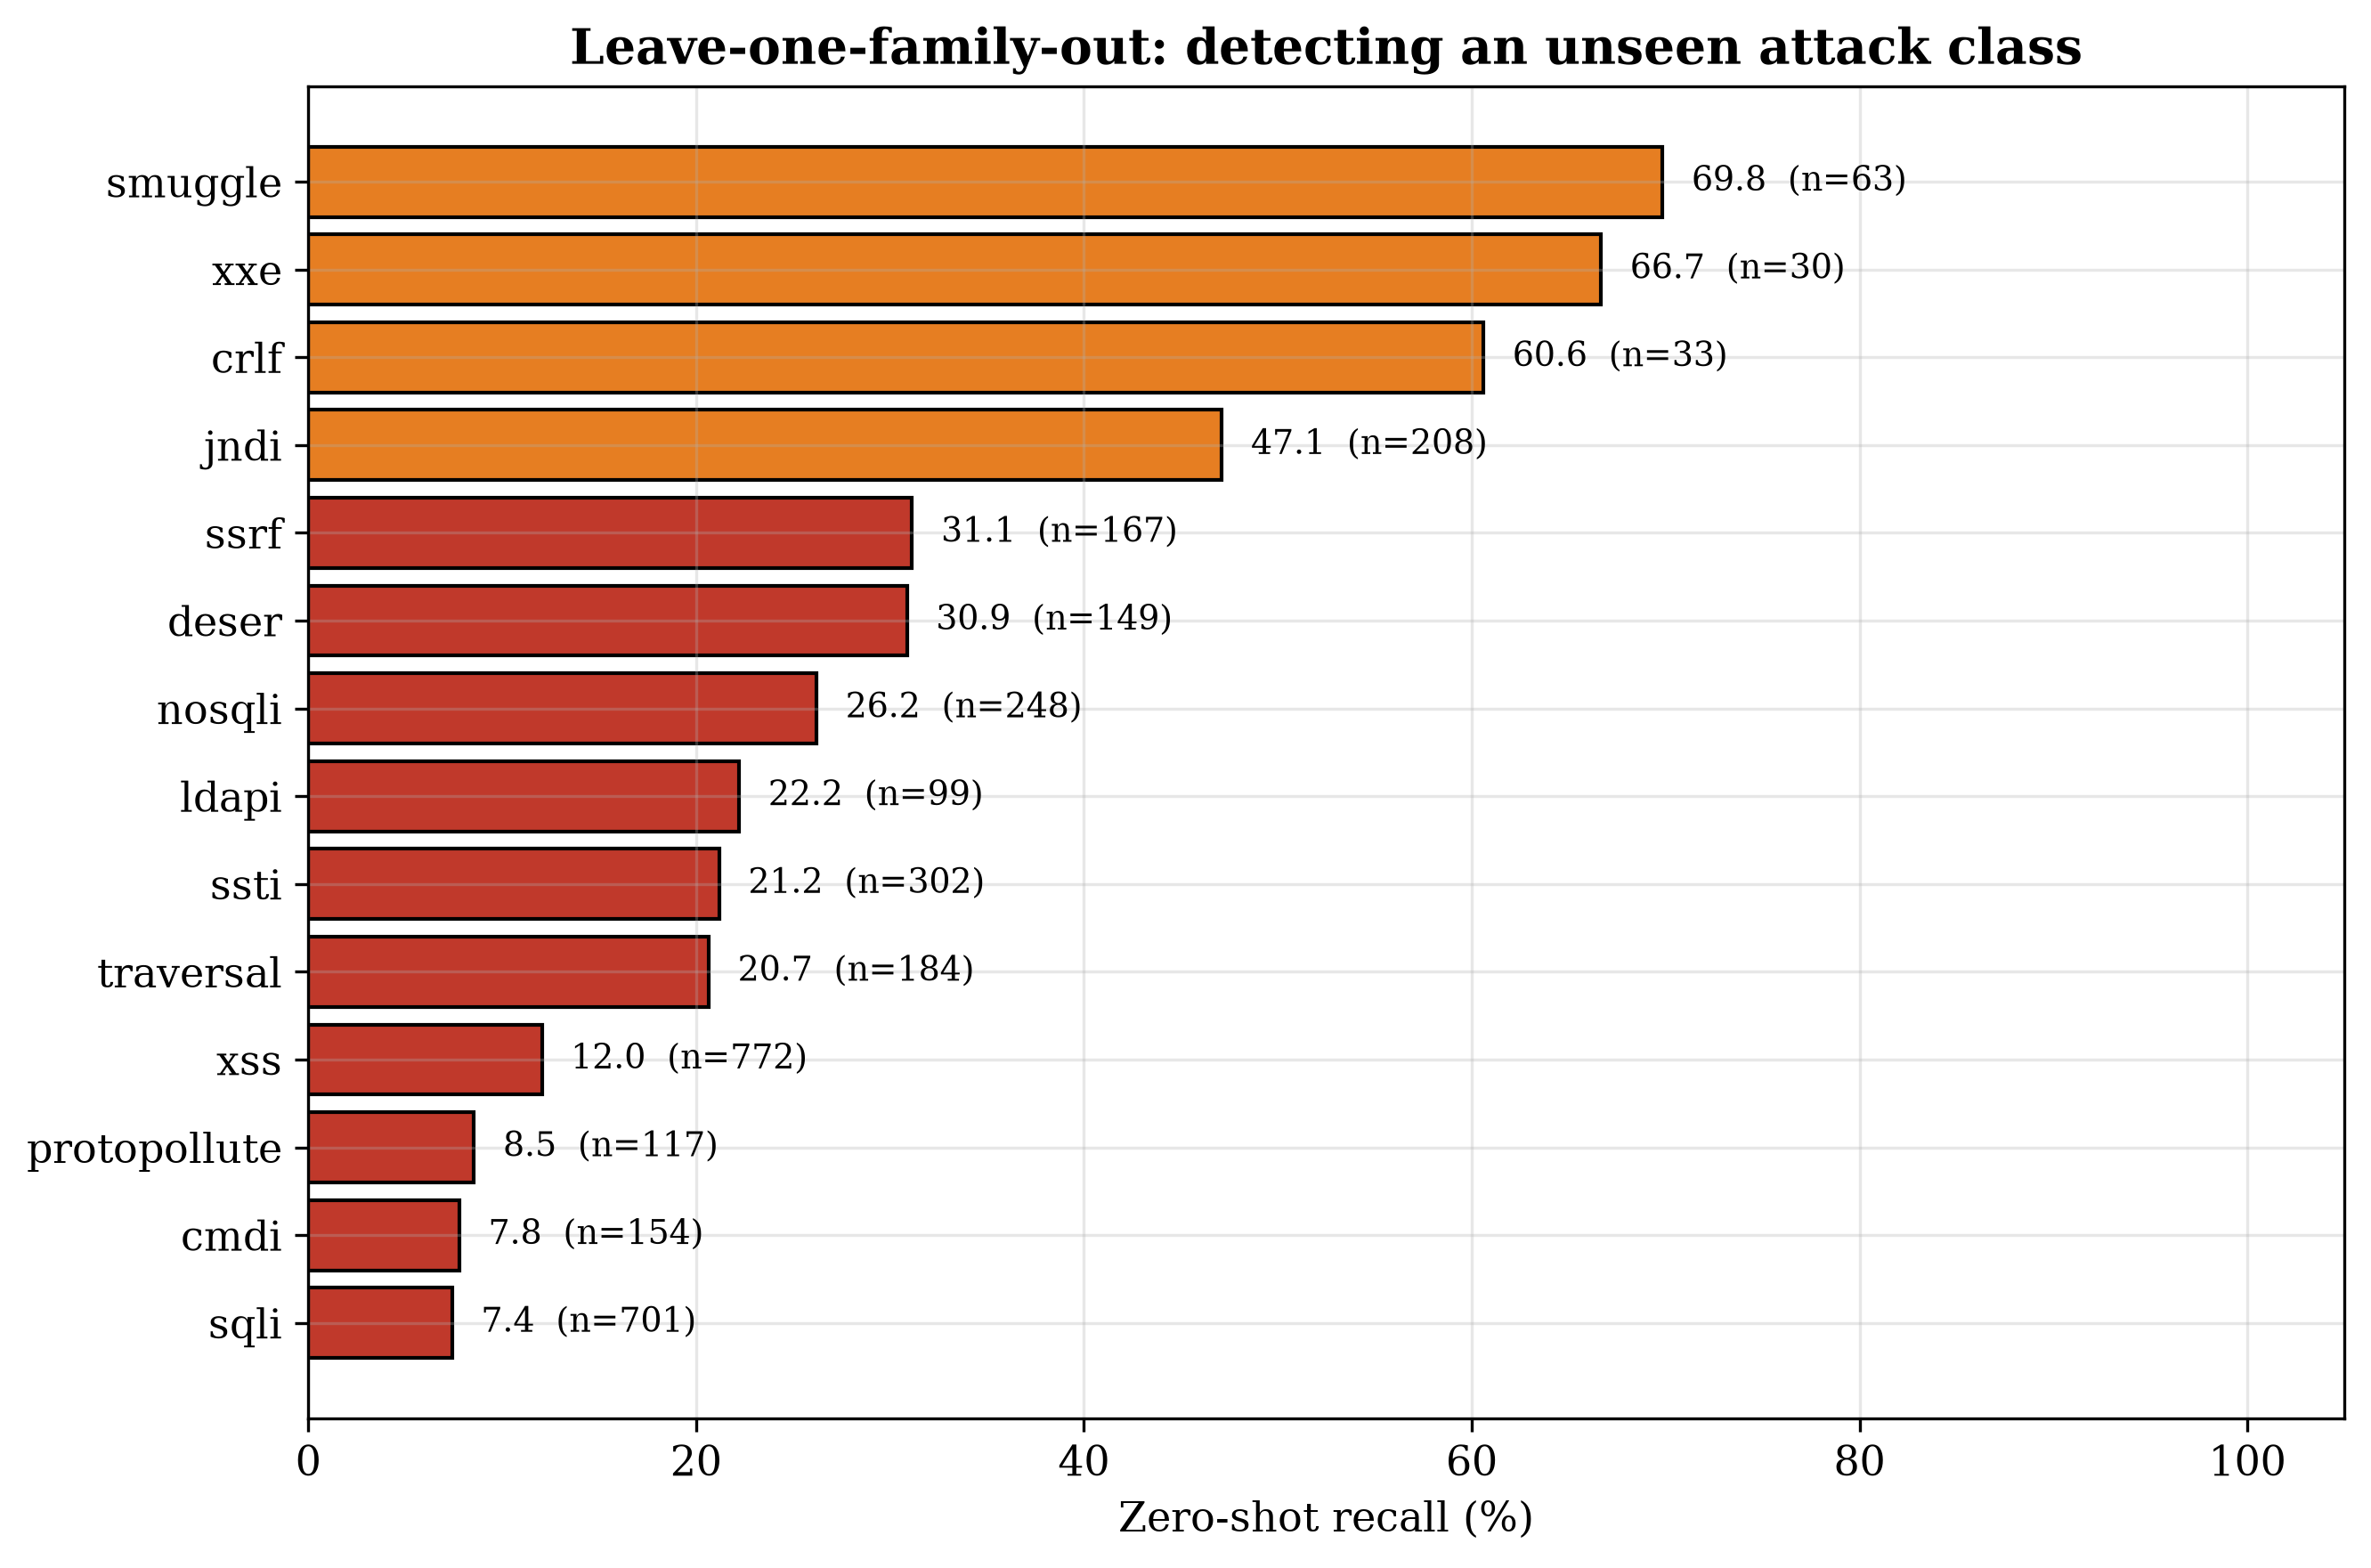 Leave-one-family-out: detecting an unseen attack class
smuggle 69.8 (n=63)
xxe 66.7 (n=30)
crlf 60.6 (n=33)
jndi 47.1 (n=208)
ssrf 31.1 (n=167)
deser 30.9 (n=149)
nosqli 26.2 (n=248)
ldapi 22.2 (n=99)
ssti 21.2 (n=302)
traversal 20.7 (n=184)
xss 12.0 (n=772)
protopollute 8.5 (n=117)
cmdi 7.8 (n=154)
sqli 7.4 (n=701)
0 20 40 60 80 100
Zero-shot recall (%)